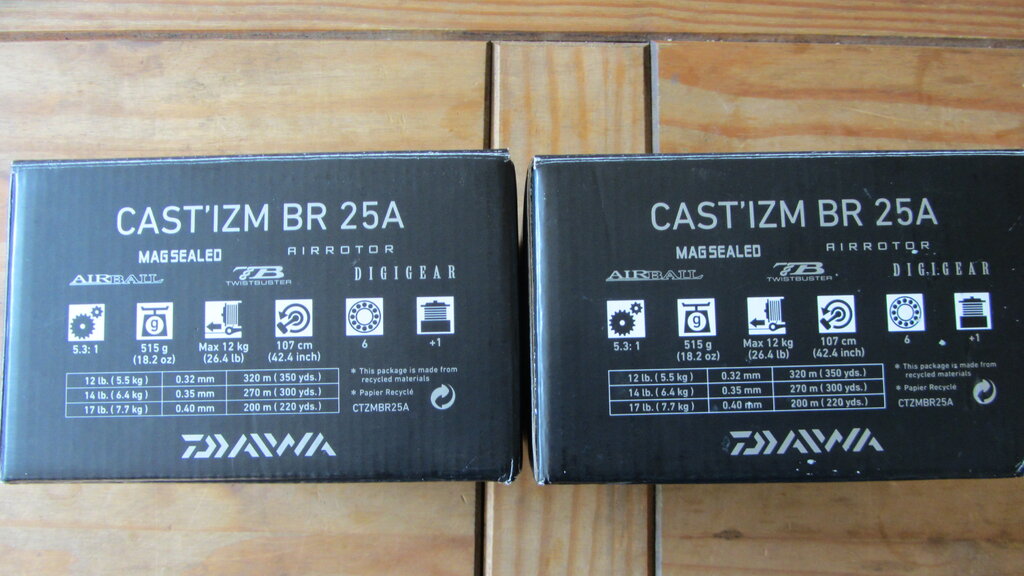 CAST'IZM BR 25A
MAGSEALED AIRROTOR
AIRBAIL TB TWISTBUSTER DIGIGEAR
g
5.3: 1
515 g
(18.2 oz)
Max 12 kg
(26.4 lb)
107 cm
(42.4 inch)
6
+1
12 lb. ( 5.5 kg ) 0.32 mm 320 m ( 350 yds. )
14 lb. ( 6.4 kg ) 0.35 mm 270 m ( 300 yds. )
17 lb. ( 7.7 kg ) 0.40 mm 200 m ( 220 yds. )
* This package is made from
recycled materials
* Papier Recyclé
CTZMBR25A
DAIWA
CAST'IZM BR 25A
MAGSEALED AIRROTOR
AIRBAIL TB TWISTBUSTER DIGIGEAR
g
5.3: 1
515 g
(18.2 oz)
Max 12 kg
(26.4 lb)
107 cm
(42.4 inch)
6
+1
12 lb. ( 5.5 kg ) 0.32 mm 320 m ( 350 yds. )
14 lb. ( 6.4 kg ) 0.35 mm 270 m ( 300 yds. )
17 lb. ( 7.7 kg ) 0.40 mm 200 m ( 220 yds. )
* This package is made from
recycled materials
* Papier Recyclé
CTZMBR25A
DAIWA